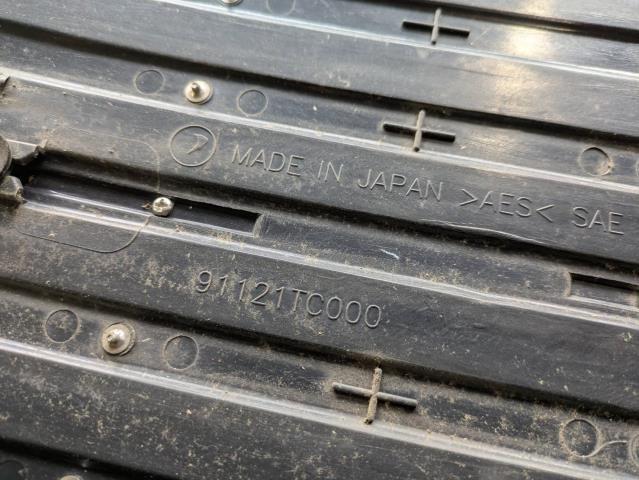 MADE IN JAPAN >AES< SAE
91121TC000